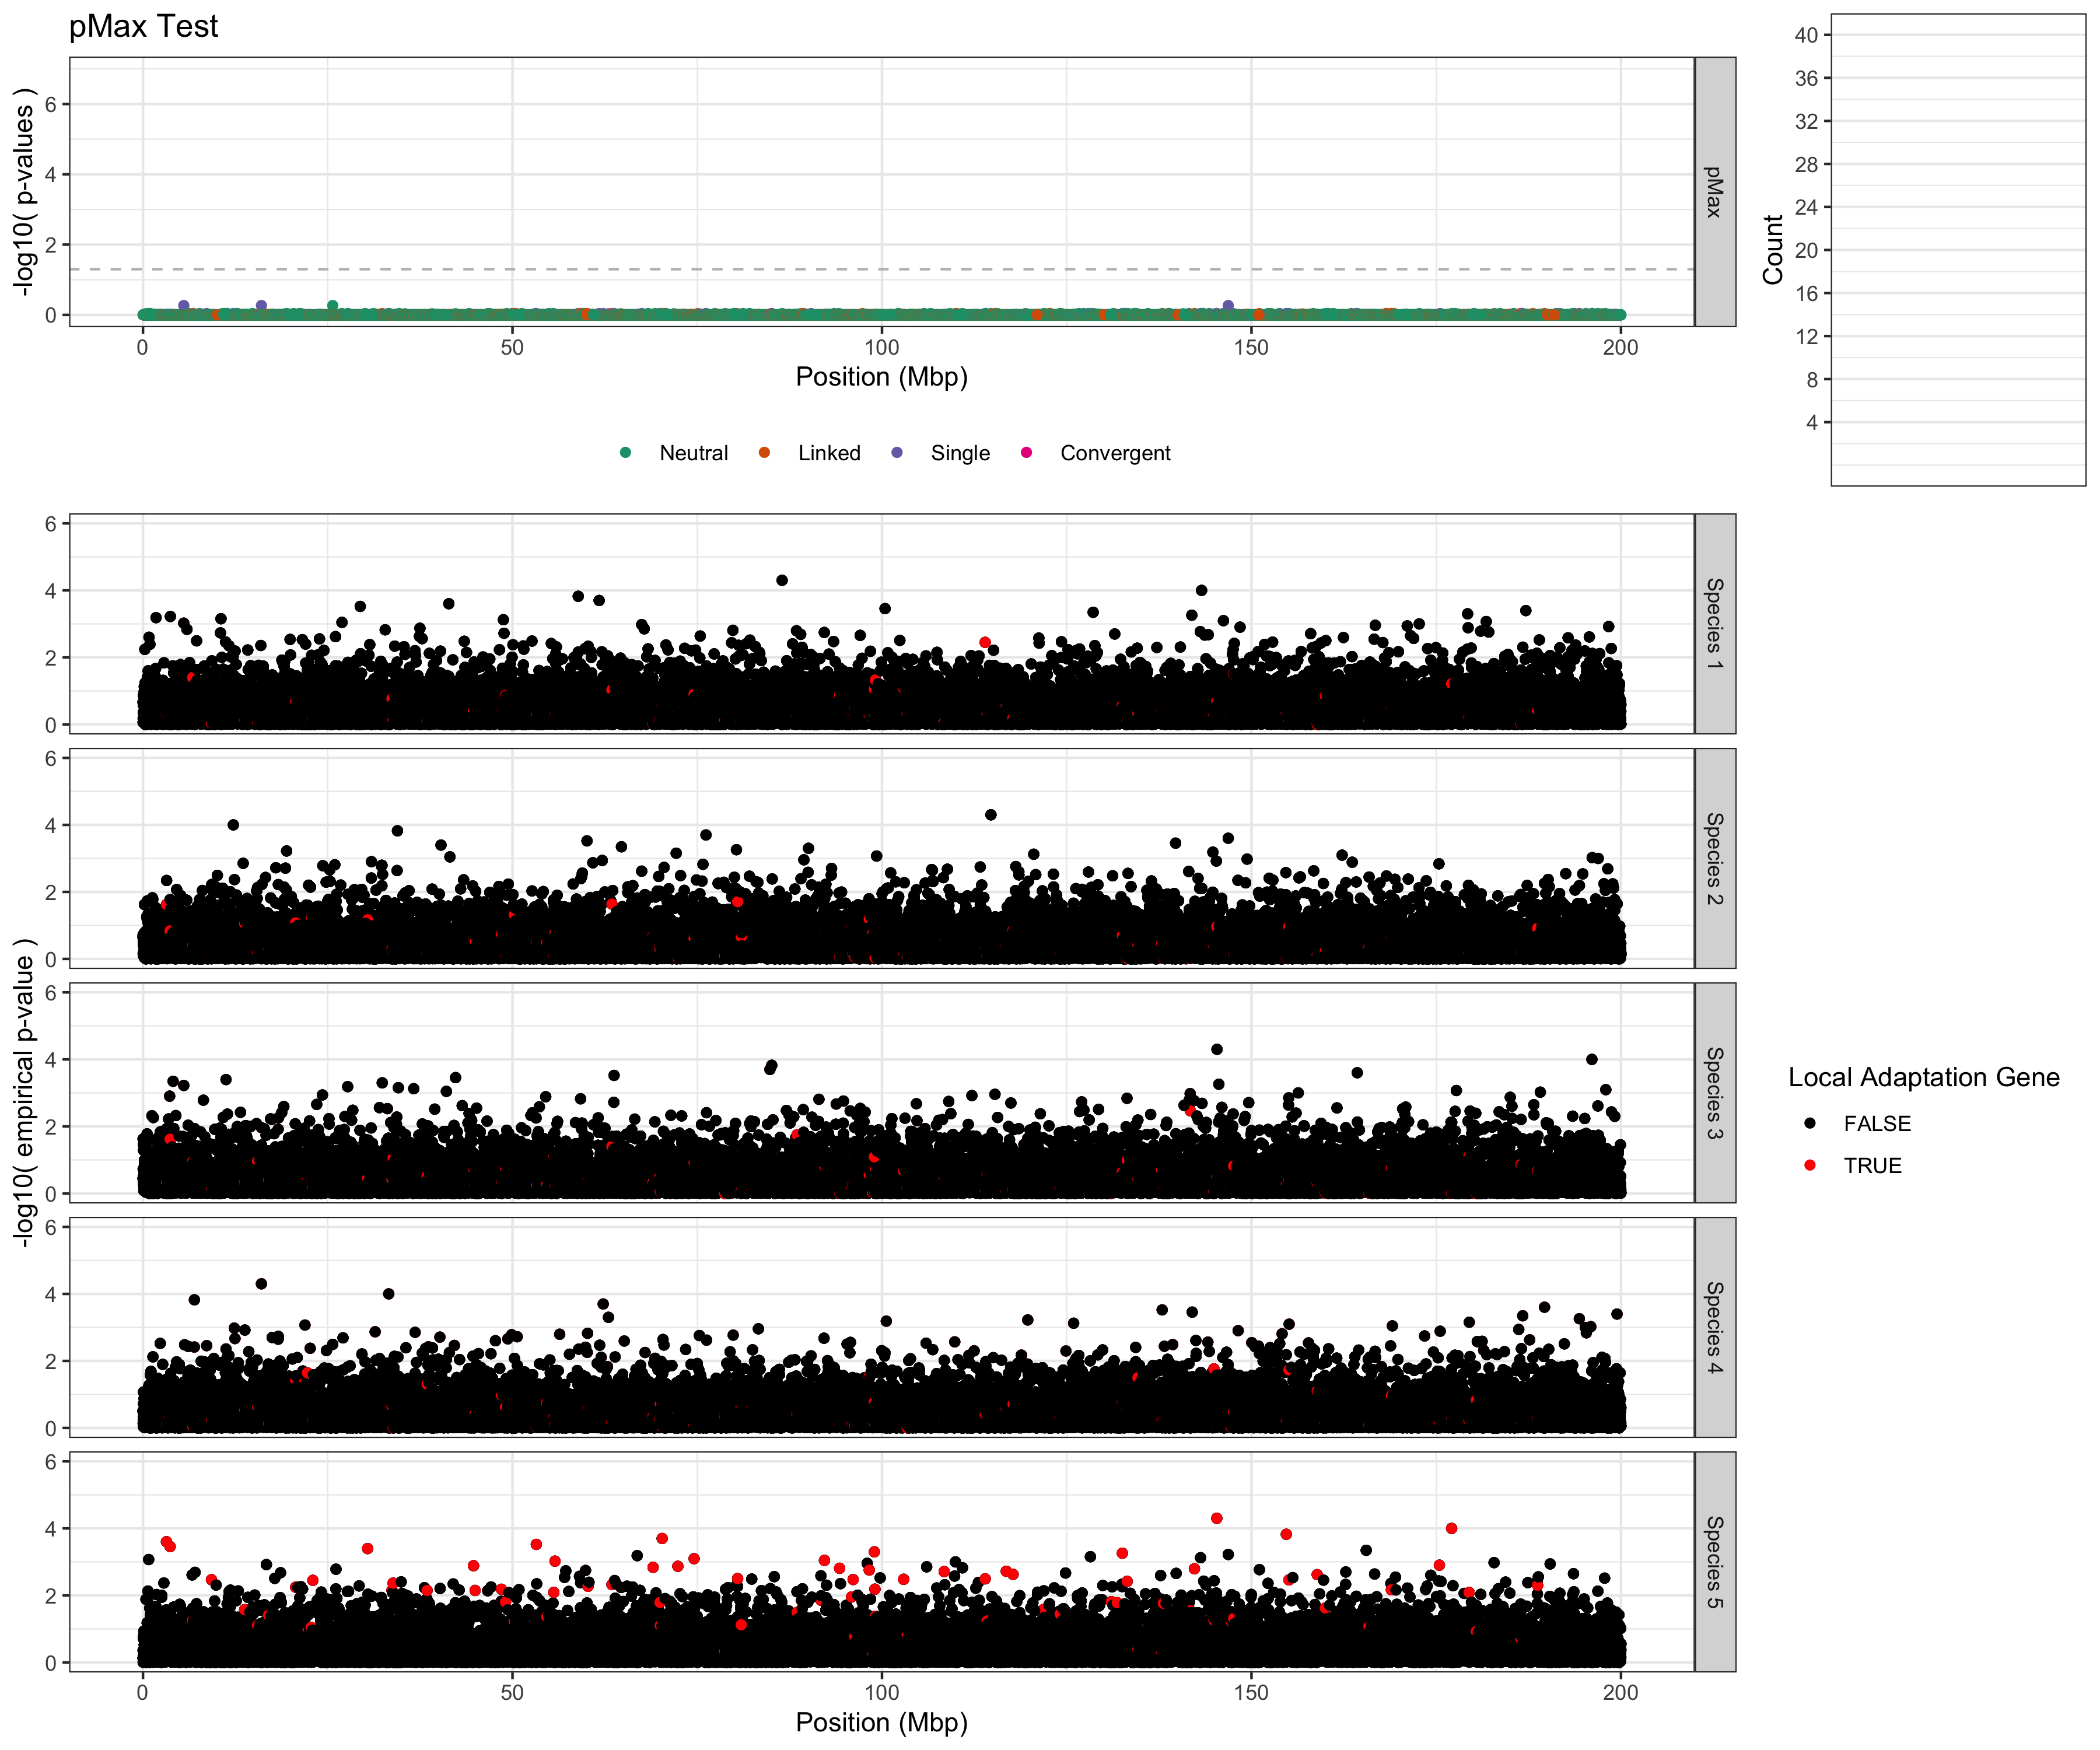 pMax Test
-log10( p-values )
6
4
2
0
pMax
0 50 100 150 200
Position (Mbp)
Neutral Linked Single Convergent
Count
40
36
32
28
24
20
16
12
8
4
-log10( empirical p-value )
6
4
2
0
Species 1
6
4
2
0
Species 2
6
4
2
0
Species 3
6
4
2
0
Species 4
6
4
2
0
Species 5
0 50 100 150 200
Position (Mbp)
Local Adaptation Gene
FALSE
TRUE